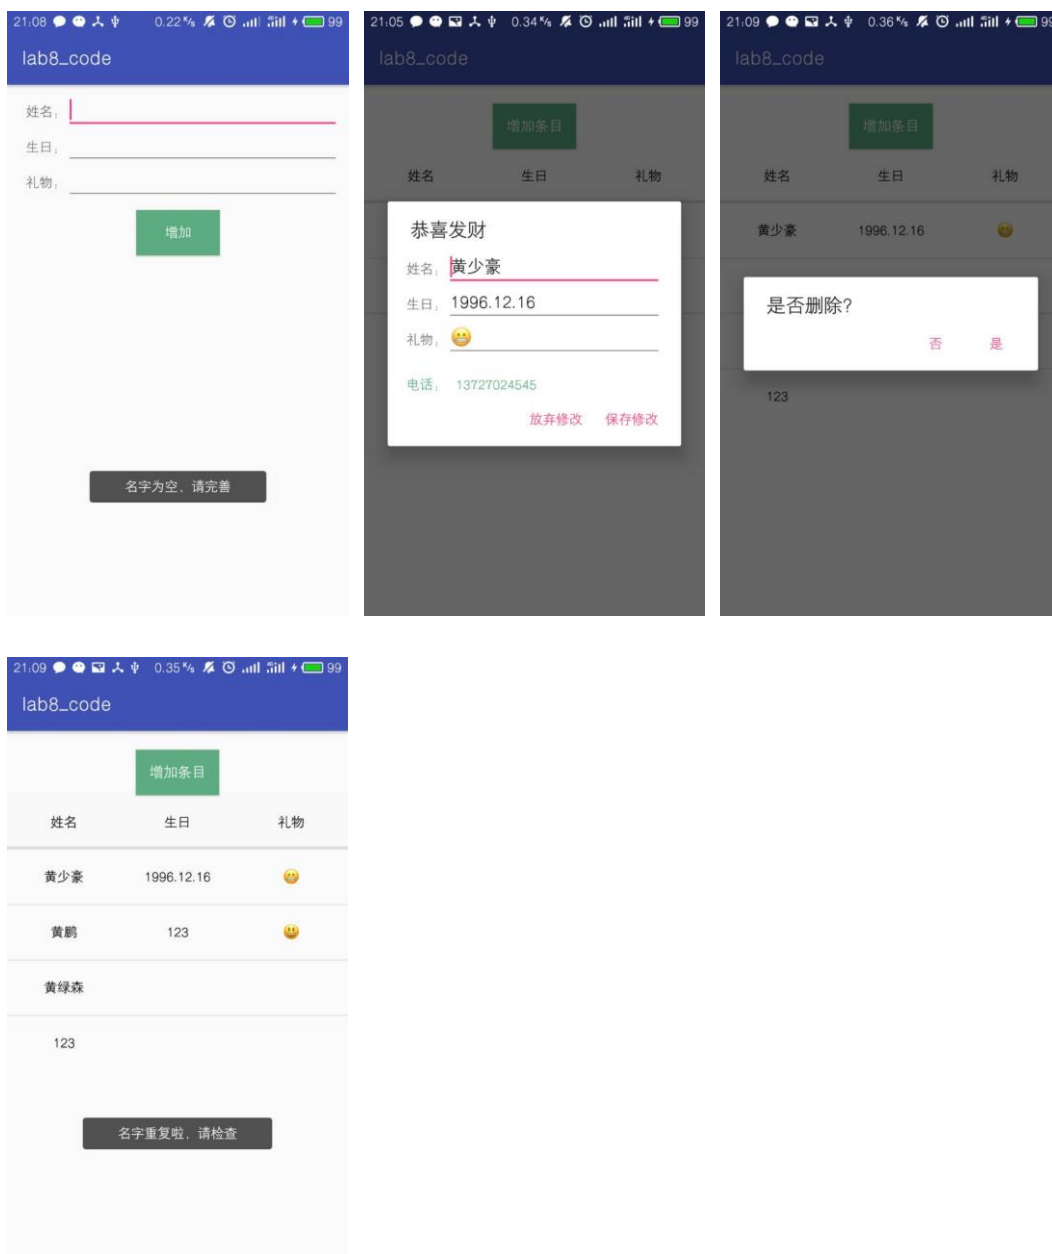 21:08 0.22 K/s 99
lab8_code
姓名：
生日：
礼物：
增加
名字为空、请完善
21:05 0.34 K/s 99
lab8_code
增加条目
姓名 生日 礼物
恭喜发财
姓名： 黄少豪
生日： 1996.12.16
礼物： 😬
电话： 13727024545
放弃修改 保存修改
21:09 0.36 K/s 99
lab8_code
增加条目
姓名 生日 礼物
黄少豪 1996.12.16 😬
是否删除?
否 是
123
21:09 0.35 K/s 99
lab8_code
增加条目
姓名 生日 礼物
黄少豪 1996.12.16 😬
黄鹏 123 😃
黄绿森
123
名字重复啦，请检查